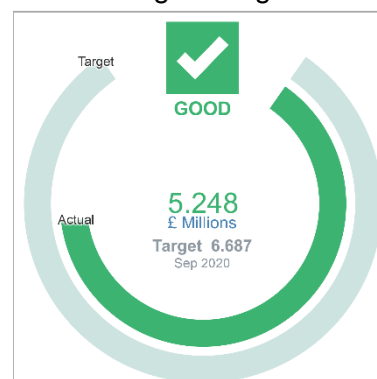 Target
GOOD
Actual
5.248
£ Millions
Target 6.687
Sep 2020